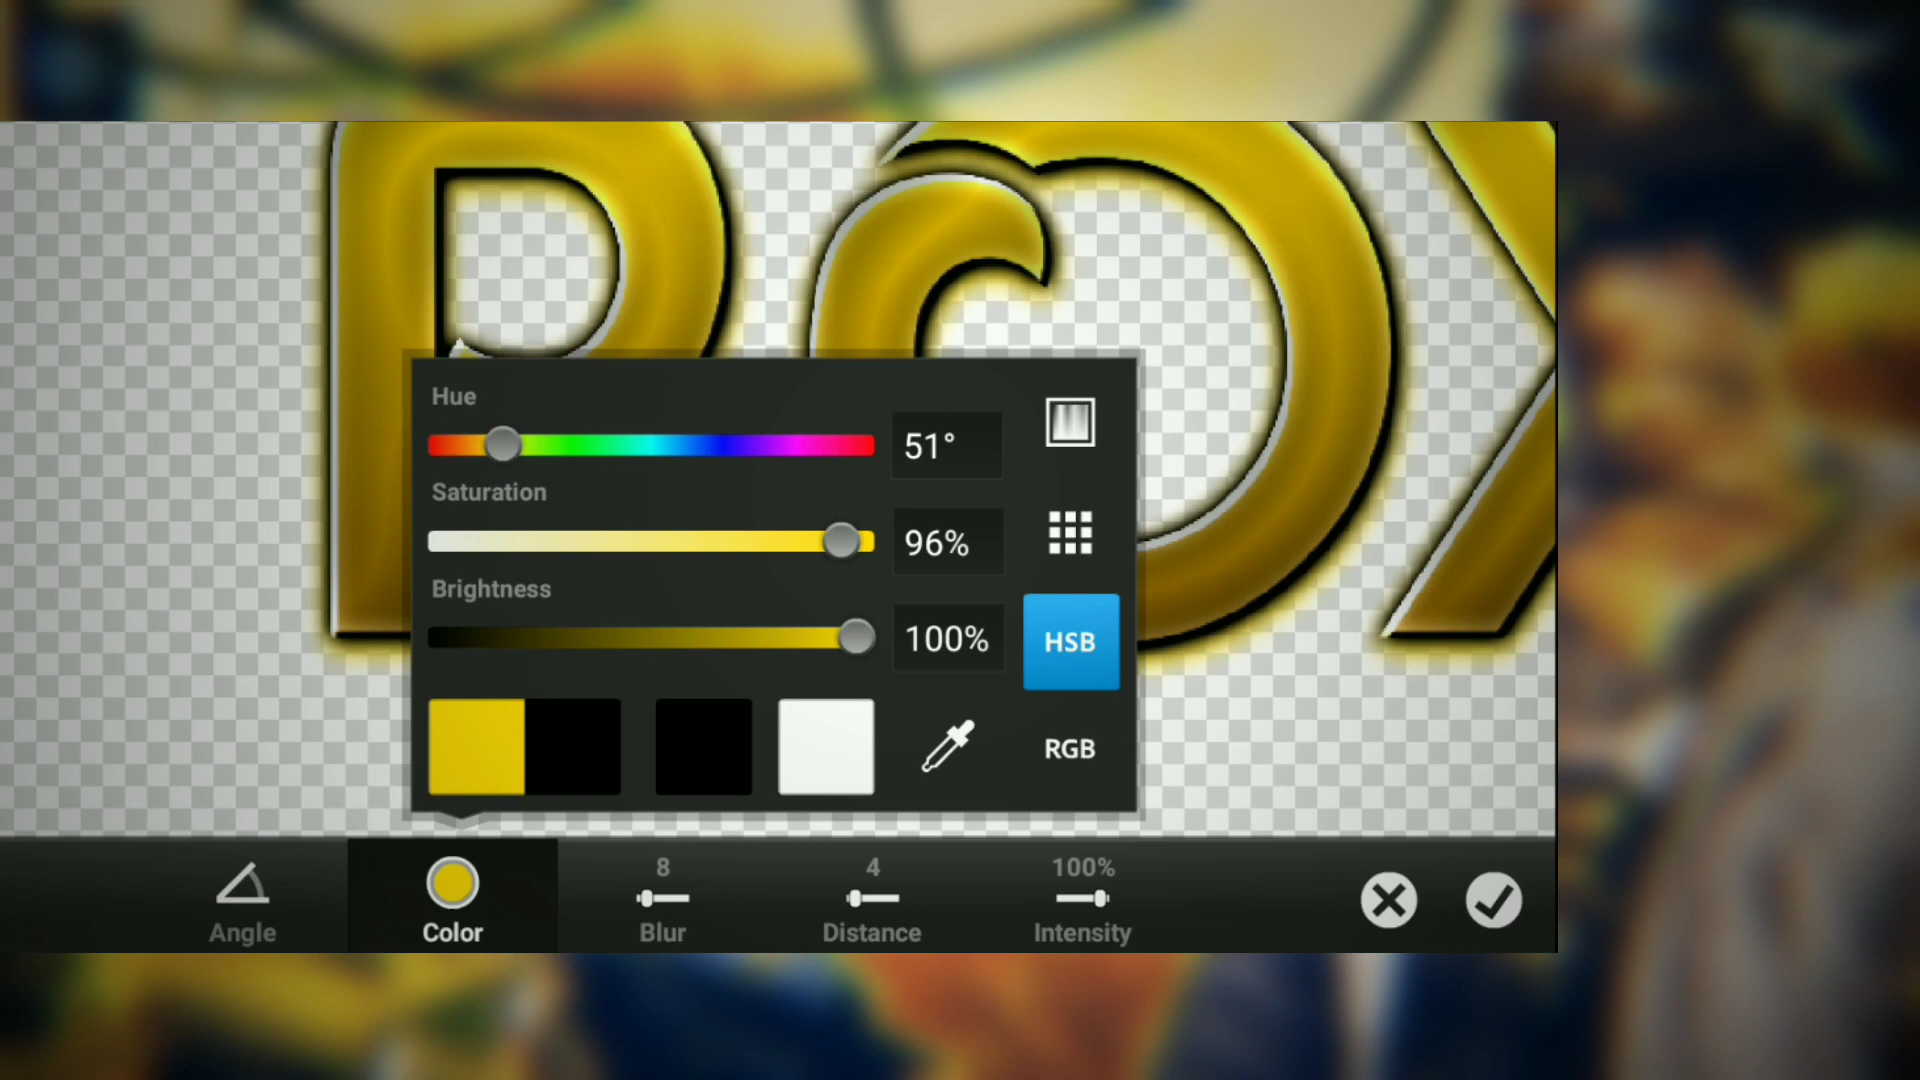 Hue
51°
Saturation
96%
Brightness
100%
HSB
RGB
8
4
100%
Angle
Color
Blur
Distance
Intensity